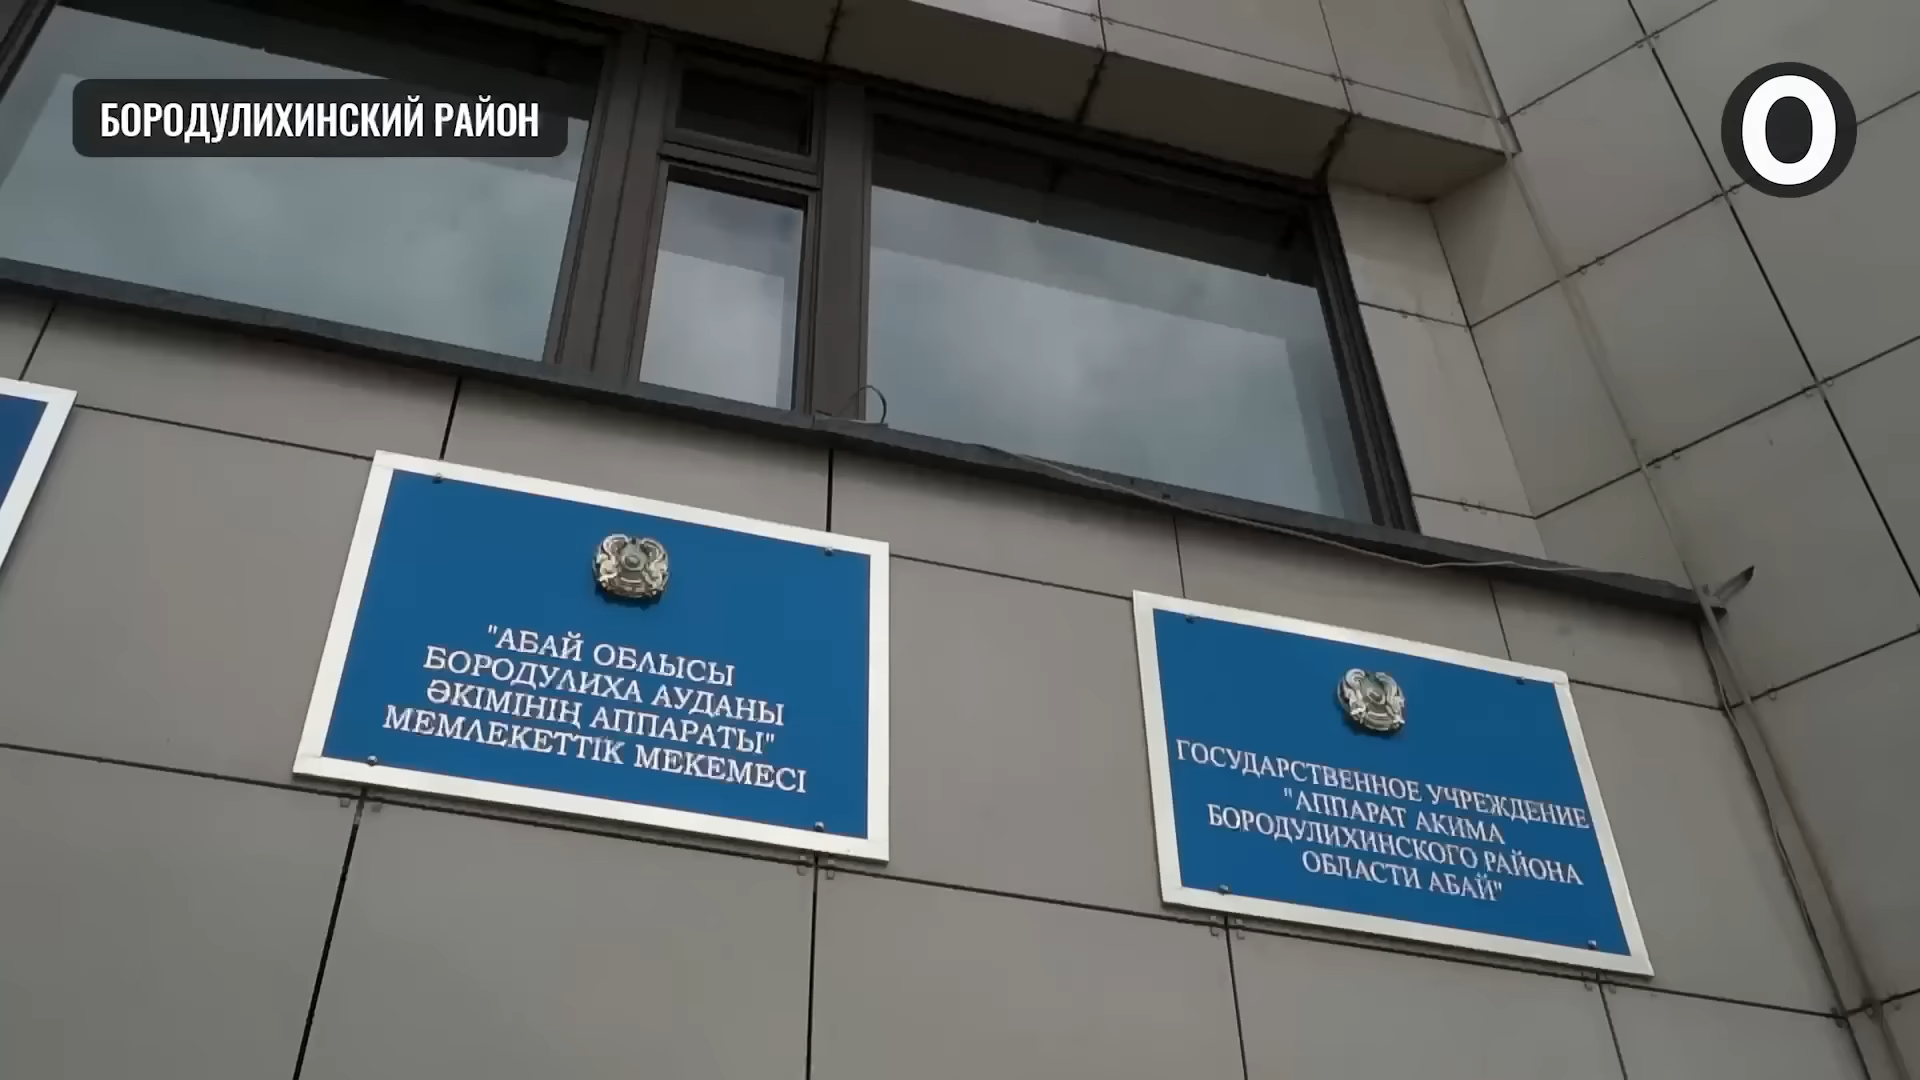 БОРОДУЛИХИНСКИЙ РАЙОН
O
"АБАЙ ОБЛЫСЫ
БОРОДУЛИХА АУДАНЫ
ӘКІМІНІҢ АППАРАТЫ"
МЕМЛЕКЕТТІК МЕКЕМЕСІ
ГОСУДАРСТВЕННОЕ УЧРЕЖДЕНИЕ
"АППАРАТ АКИМА
БОРОДУЛИХИНСКОГО РАЙОНА
ОБЛАСТИ АБАЙ"